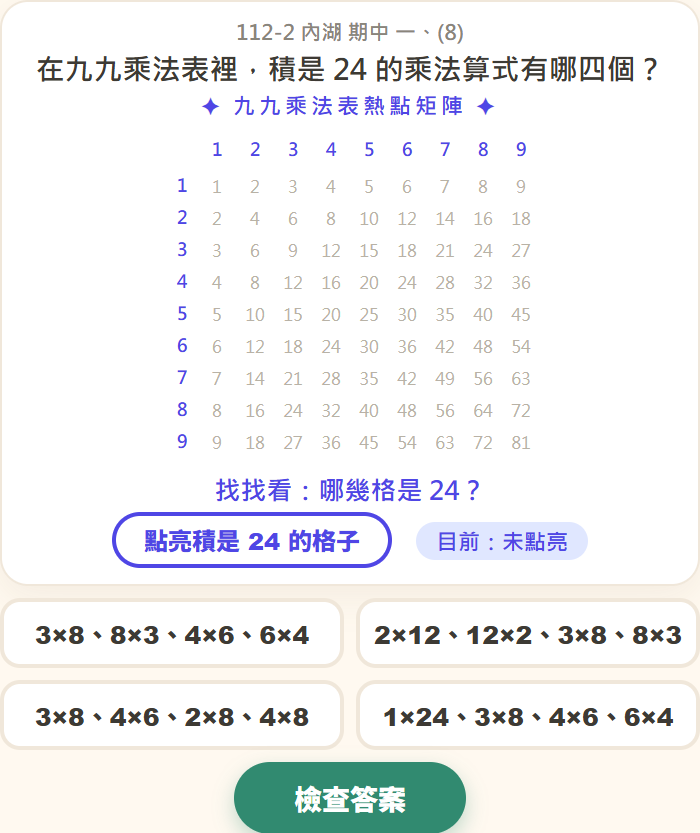 112-2 內湖 期中 一、(8)
在九九乘法表裡，積是 24 的乘法算式有哪四個？
✦ 九九乘法表熱點矩陣 ✦
1 2 3 4 5 6 7 8 9
1 1 2 3 4 5 6 7 8 9
2 2 4 6 8 10 12 14 16 18
3 3 6 9 12 15 18 21 24 27
4 4 8 12 16 20 24 28 32 36
5 5 10 15 20 25 30 35 40 45
6 6 12 18 24 30 36 42 48 54
7 7 14 21 28 35 42 49 56 63
8 8 16 24 32 40 48 56 64 72
9 9 18 27 36 45 54 63 72 81
找找看：哪幾格是 24？
點亮積是 24 的格子
目前：未點亮
3×8、8×3、4×6、6×4
2×12、12×2、3×8、8×3
3×8、4×6、2×8、4×8
1×24、3×8、4×6、6×4
檢查答案